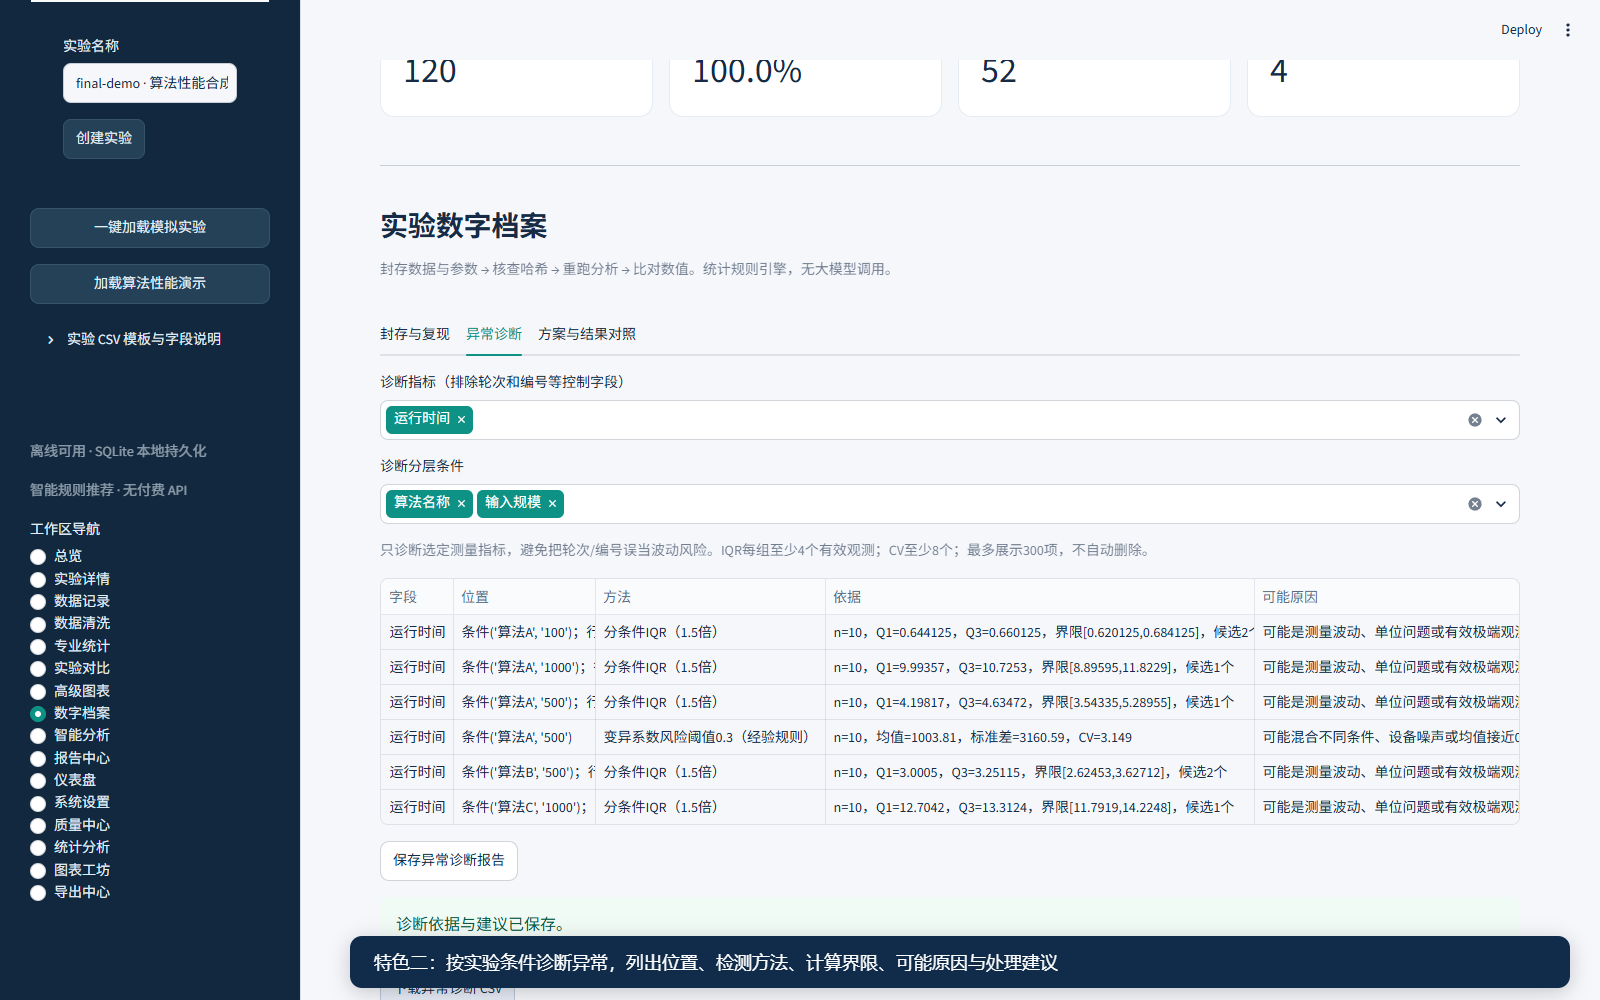 实验名称
final-demo · 算法性能合成
创建实验
一键加载模拟实验
加载算法性能演示
实验 CSV 模板与字段说明
离线可用 · SQLite 本地持久化
智能规则推荐 · 无付费 API
工作区导航
总览
实验详情
数据记录
数据清洗
专业统计
实验对比
高级图表
数字档案
智能分析
报告中心
仪表盘
系统设置
质量中心
统计分析
图表工坊
导出中心
Deploy
120 100.0% 52 4
实验数字档案
封存数据与参数 → 核查哈希 → 重跑分析 → 比对数值。统计规则引擎，无大模型调用。
封存与复现 异常诊断 方案与结果对照
诊断指标（排除轮次和编号等控制字段）
运行时间 ×
诊断分层条件
算法名称 × 输入规模 ×
只诊断选定测量指标，避免把轮次/编号误当波动风险。IQR每组至少4个有效观测；CV至少8个；最多展示300项，不自动删除。
字段 位置 方法 依据 可能原因
运行时间 条件('算法A', '100')；行 分条件IQR（1.5倍） n=10，Q1=0.644125，Q3=0.660125，界限[0.620125,0.684125]，候选2个 可能是测量波动、单位问题或有效极端观测
运行时间 条件('算法A', '1000')； 分条件IQR（1.5倍） n=10，Q1=9.99357，Q3=10.7253，界限[8.89595,11.8229]，候选1个 可能是测量波动、单位问题或有效极端观测
运行时间 条件('算法A', '500')；行 分条件IQR（1.5倍） n=10，Q1=4.19817，Q3=4.63472，界限[3.54335,5.28955]，候选1个 可能是测量波动、单位问题或有效极端观测
运行时间 条件('算法A', '500') 变异系数风险阈值0.3（经验规则） n=10，均值=1003.81，标准差=3160.59，CV=3.149 可能混合不同条件、设备噪声或均值接近0
运行时间 条件('算法B', '500')；行 分条件IQR（1.5倍） n=10，Q1=3.0005，Q3=3.25115，界限[2.62453,3.62712]，候选2个 可能是测量波动、单位问题或有效极端观测
运行时间 条件('算法C', '1000')； 分条件IQR（1.5倍） n=10，Q1=12.7042，Q3=13.3124，界限[11.7919,14.2248]，候选1个 可能是测量波动、单位问题或有效极端观测
保存异常诊断报告
诊断依据与建议已保存。
特色二：按实验条件诊断异常，列出位置、检测方法、计算界限、可能原因与处理建议
下载异常诊断 CSV